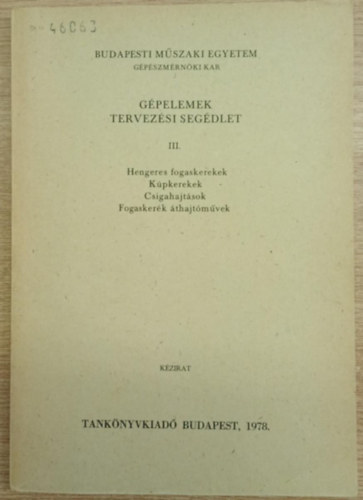 46063
BUDAPESTI MŰSZAKI EGYETEM
GÉPÉSZMÉRNÖKI KAR
GÉPELEMEK
TERVEZÉSI SEGÉDLET
III.
Hengeres fogaskerekek
Kúpkerekek
Csigahajtások
Fogaskerék áthajtóművek
KÉZIRAT
TANKÖNYVKIADÓ BUDAPEST, 1978.